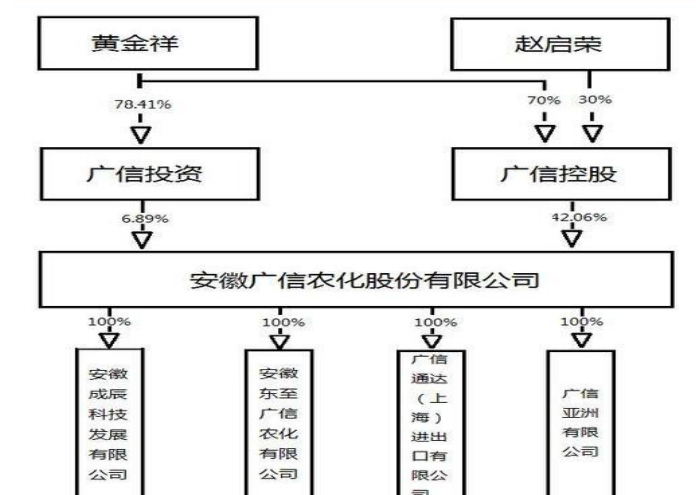 黄金祥
赵启荣
78.41%
70%
30%
广信投资
广信控股
6.89%
42.06%
安徽广信农化股份有限公司
100%
100%
100%
100%
安徽
成辰
科技
发展
有限
公司
安徽
东至
广信
农化
有限
公司
广信
通达
（上
海）
进出
口有
限公
司
广信
亚洲
有限
公司